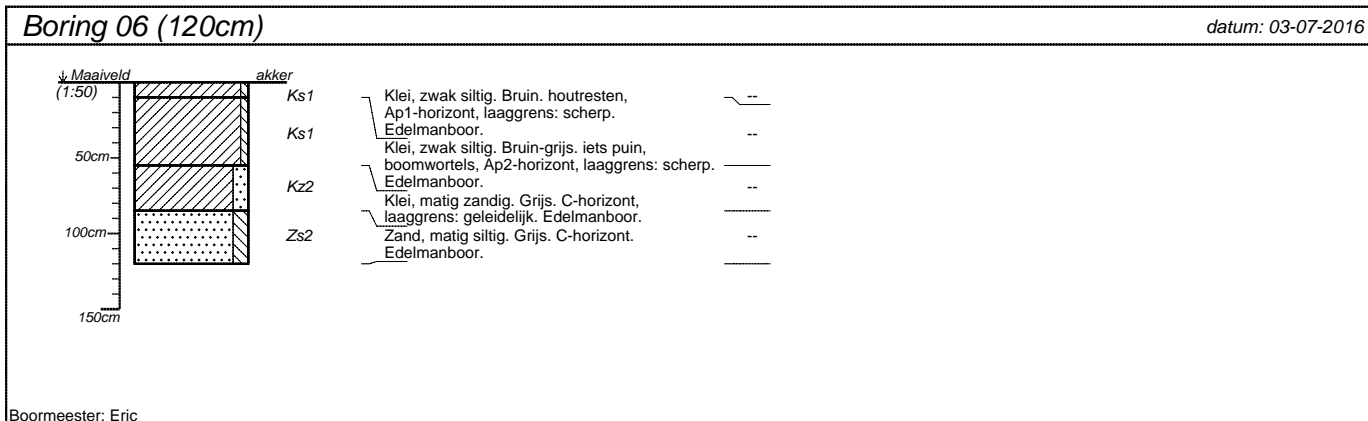 Boring 06 (120cm)
datum: 03-07-2016
Maaiveld
akker
(1:50)
50cm
100cm
150cm
Ks1
Klei, zwak siltig. Bruin. houtresten,
Ap1-horizont, laaggrens: scherp.
Edelmanboor.
--
Ks1
Klei, zwak siltig. Bruin-grijs. iets puin,
boomwortels, Ap2-horizont, laaggrens: scherp.
Edelmanboor.
--
Kz2
Klei, matig zandig. Grijs. C-horizont,
laaggrens: geleidelijk. Edelmanboor.
--
Zs2
Zand, matig siltig. Grijs. C-horizont.
Edelmanboor.
--
Boormeester: Eric